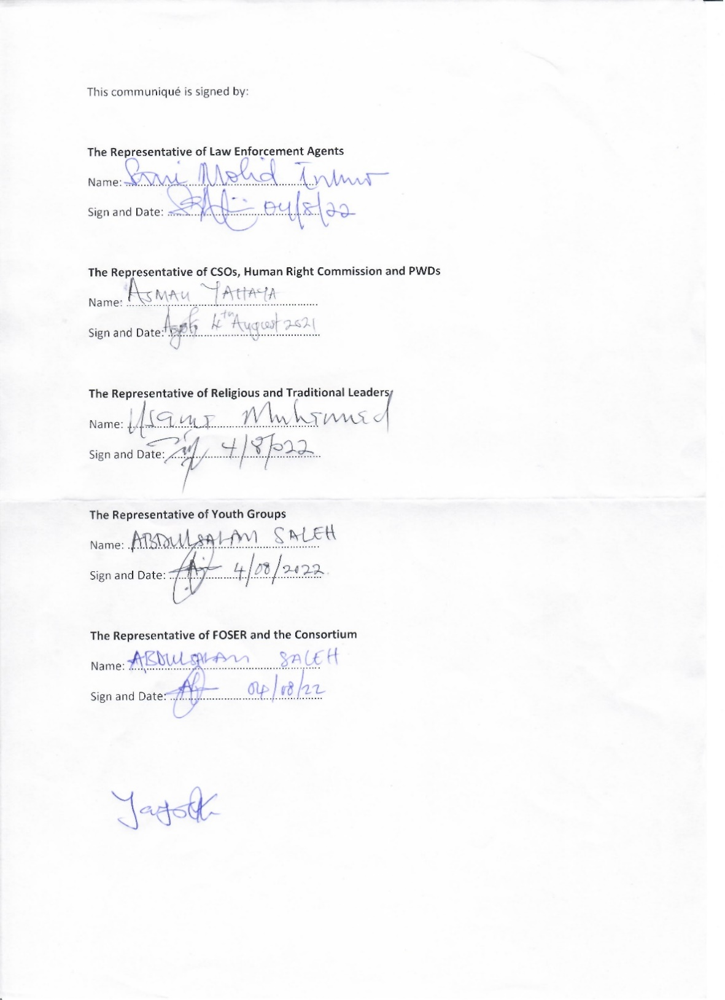 This communiqué is signed by:
The Representative of Law Enforcement Agents
Name: Sani Mohd
Sign and Date: 04/8/22
The Representative of CSOs, Human Right Commission and PWDs
Name: ASMAU YAHAYA
Sign and Date: 4th August 2021
The Representative of Religious and Traditional Leaders
Name:
Sign and Date: 4/8/022
The Representative of Youth Groups
Name: ABDULSALAM SALEH
Sign and Date: 4/08/2022
The Representative of FOSER and the Consortium
Name: ABDULSALAM SALEH
Sign and Date: 04/08/22